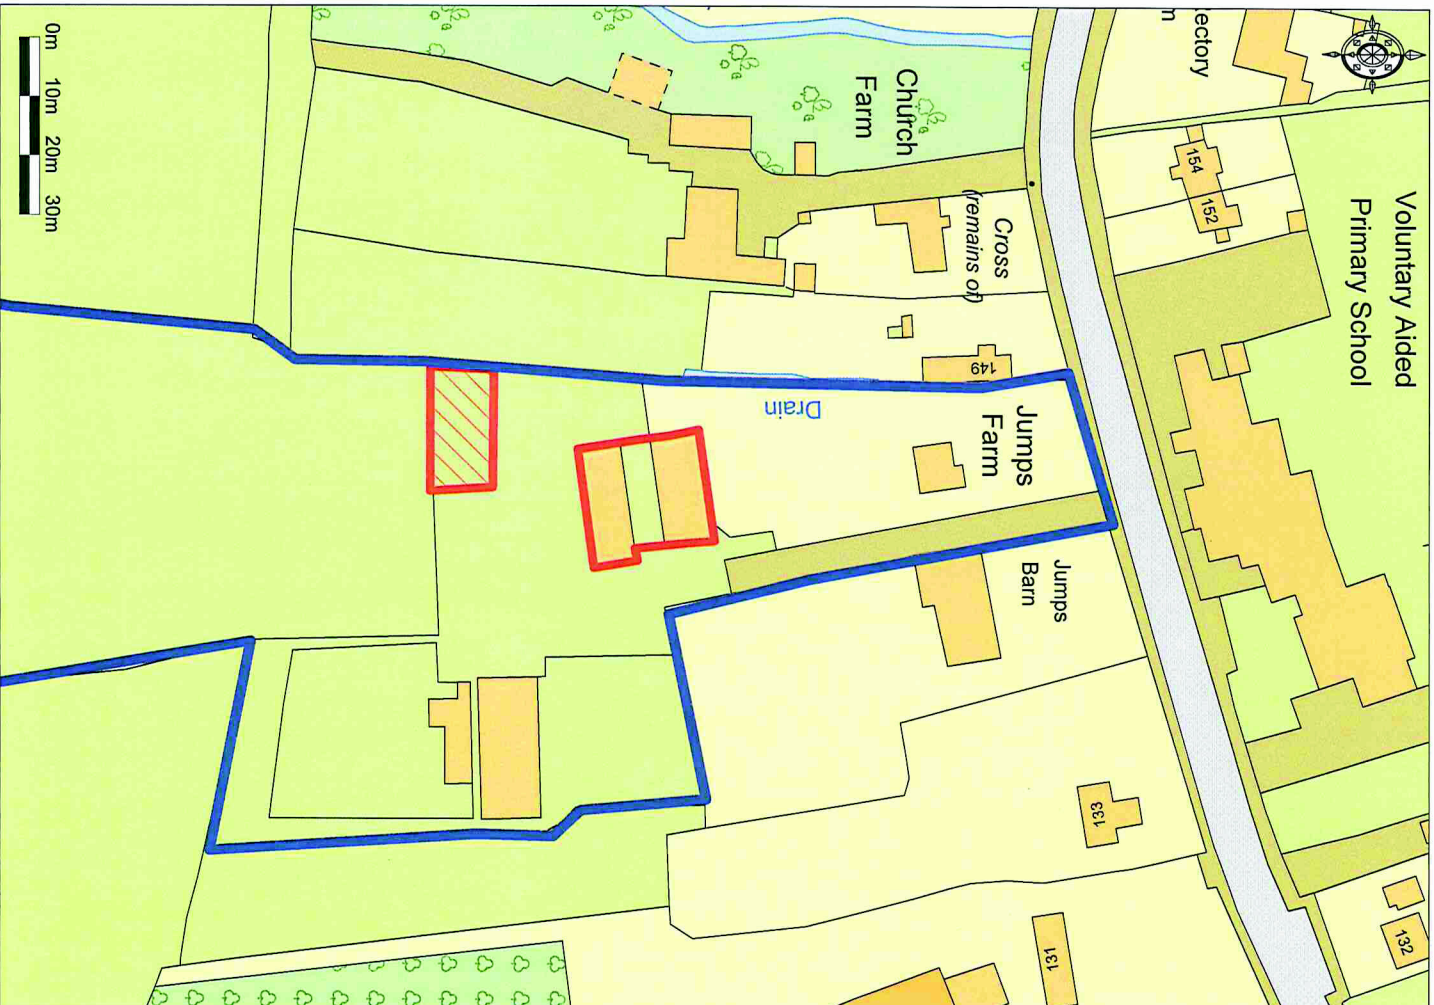 Voluntary Aided
Primary School
ectory
m
154
152
Church
Farm
Cross
(remains of)
149
Jumps
Farm
Drain
Jumps
Barn
133
131
132
0m
10m
20m
30m